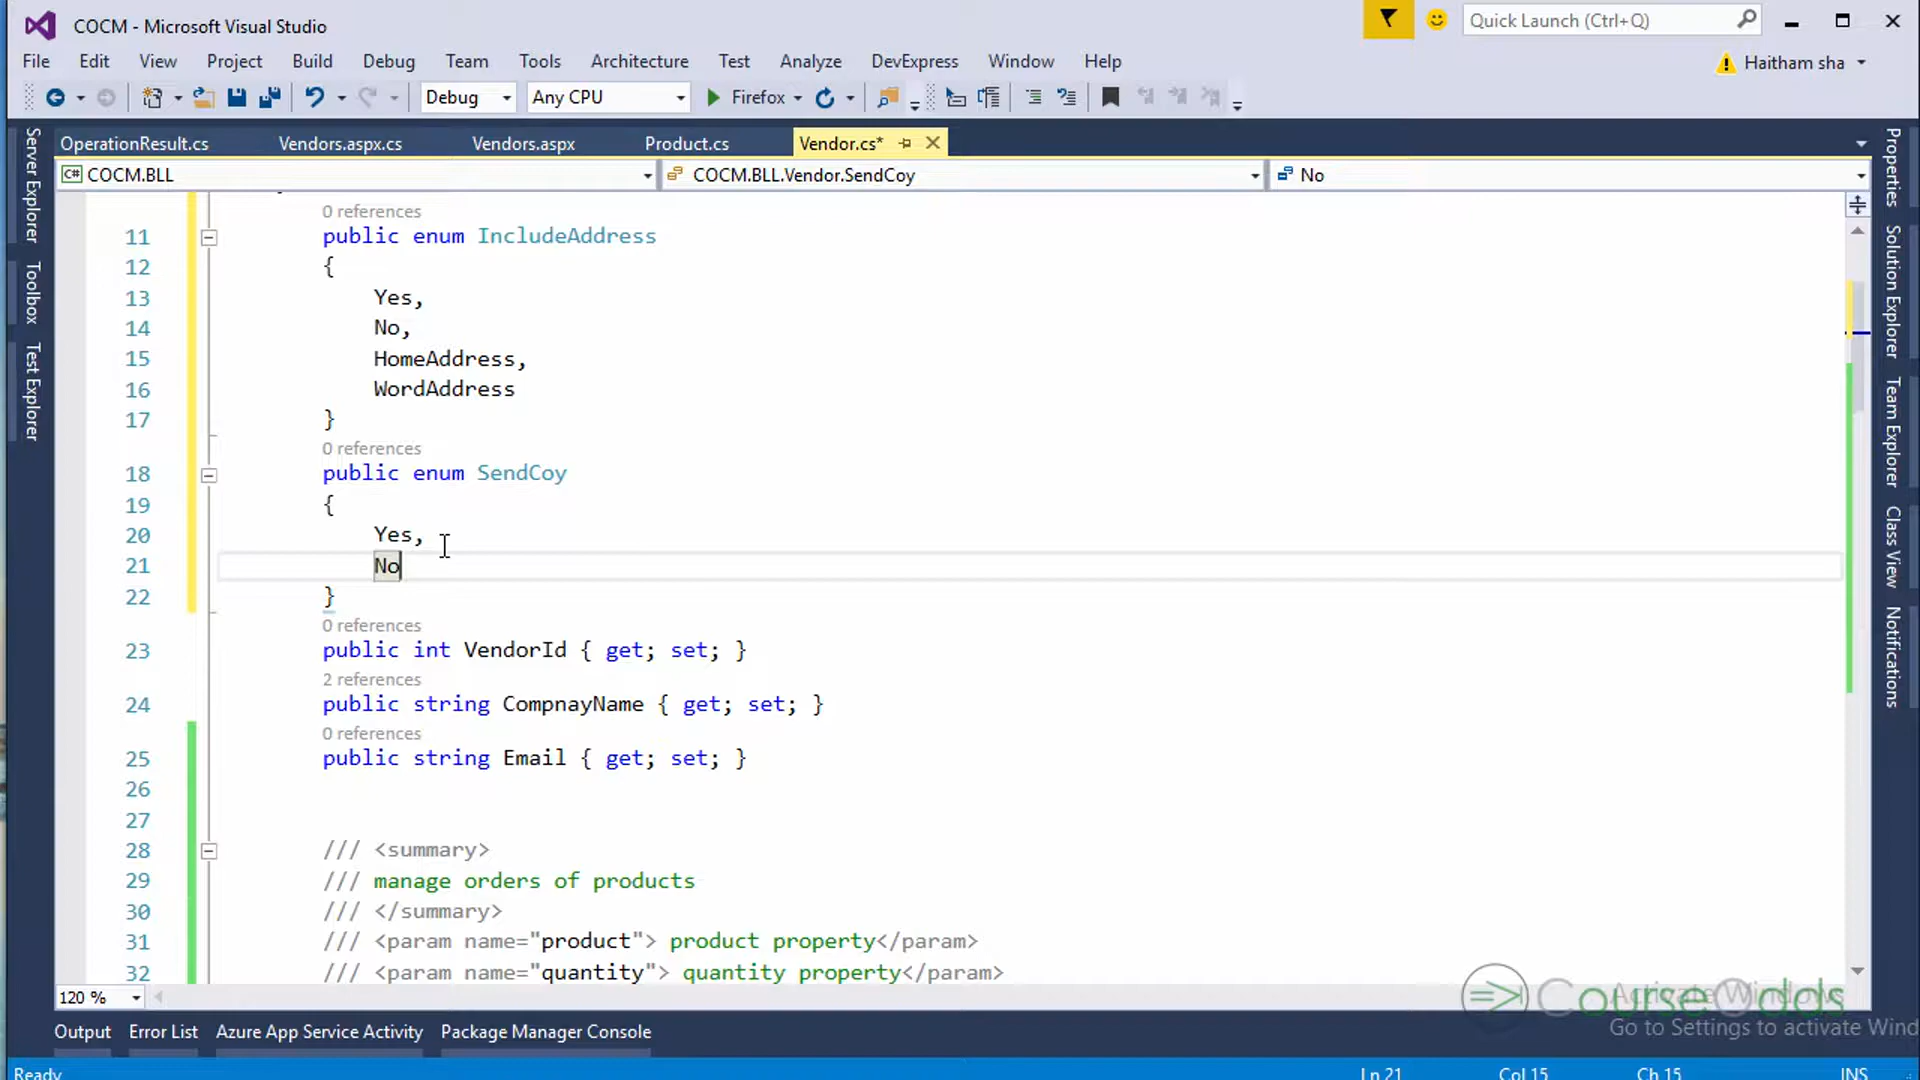 COCM - Microsoft Visual Studio
Quick Launch (Ctrl+Q)
File Edit View Project Build Debug Team Tools Architecture Test Analyze DevExpress Window Help
Haitham sha
Debug Any CPU Firefox
OperationResult.cs Vendors.aspx.cs Vendors.aspx Product.cs Vendor.cs*
C# COCM.BLL COCM.BLL.Vendor.SendCoy No
Server Explorer
Toolbox
Test Explorer
0 references
11 public enum IncludeAddress
12 {
13 Yes,
14 No,
15 HomeAddress,
16 WordAddress
17 }
0 references
18 public enum SendCoy
19 {
20 Yes,
21 No
22 }
0 references
23 public int VendorId { get; set; }
2 references
24 public string CompnayName { get; set; }
0 references
25 public string Email { get; set; }
26
27
28 /// <summary>
29 /// manage orders of products
30 /// </summary>
31 /// <param name="product"> product property</param>
32 /// <param name="quantity"> quantity property</param>
Properties
Solution Explorer
Team Explorer
Class View
Notifications
120 %
Activate Windows
Go to Settings to activate Wind
Output Error List Azure App Service Activity Package Manager Console
Ready Ln 21 Col 15 Ch 15 INS